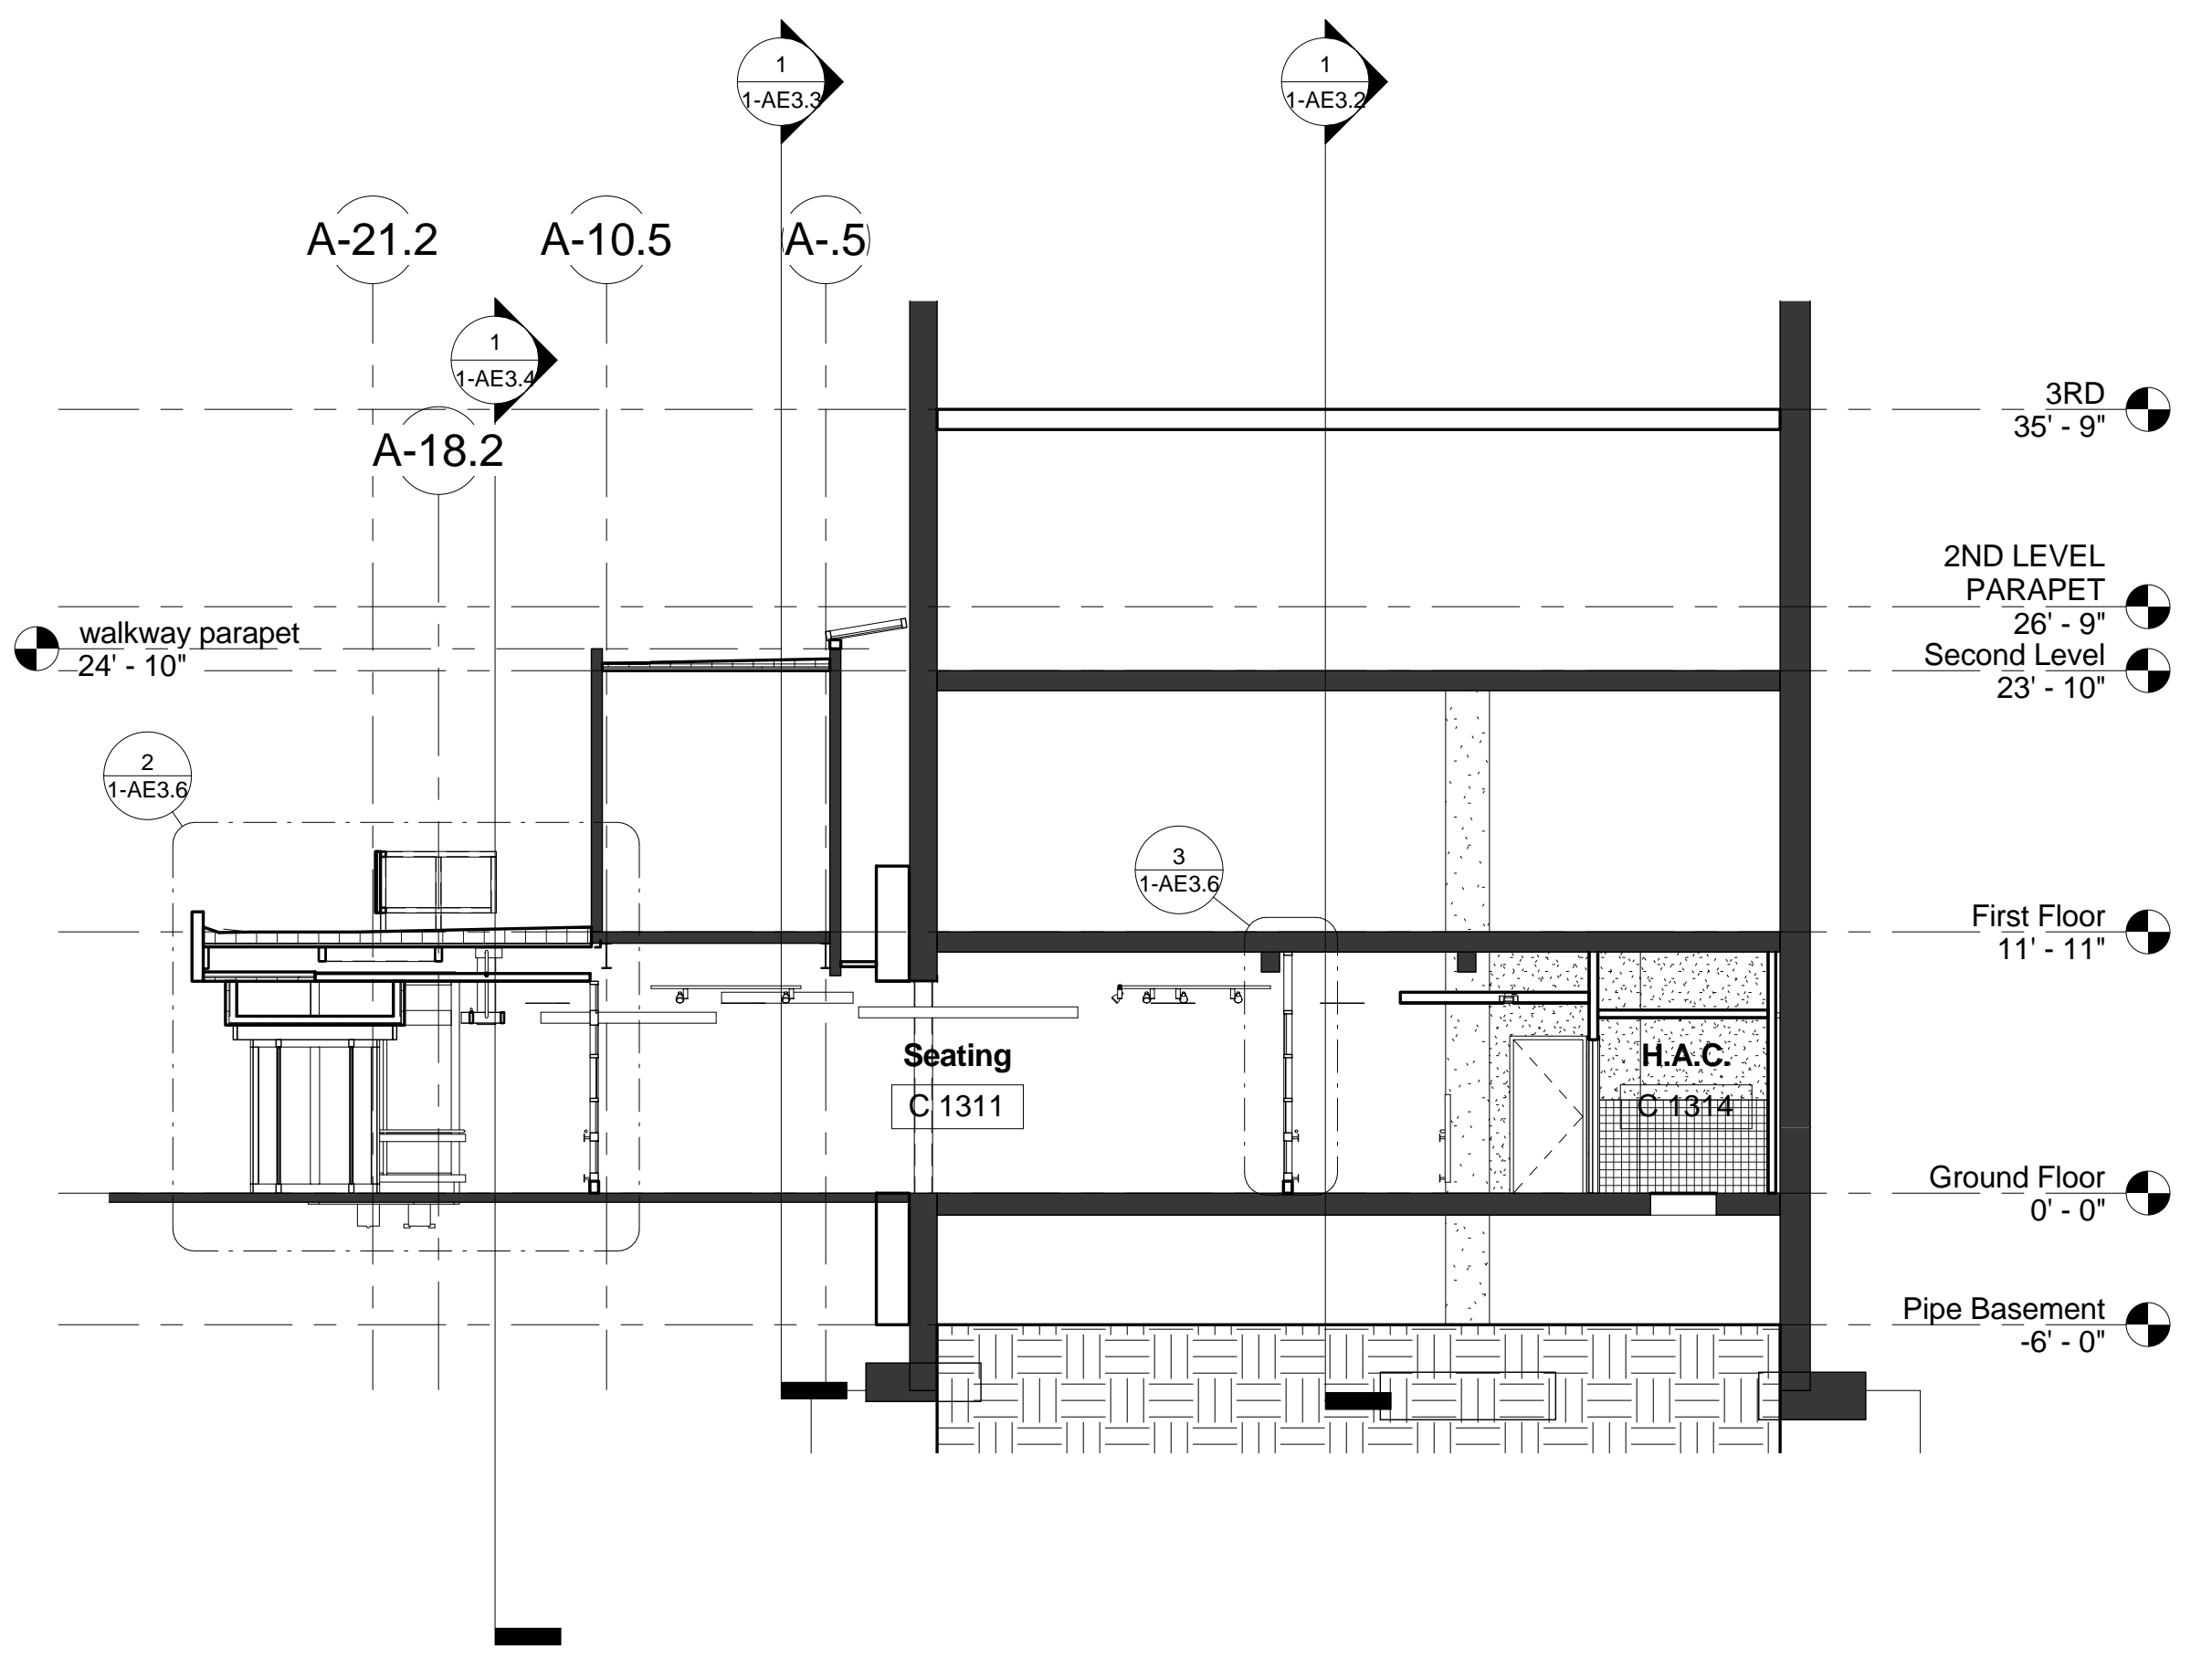 1
1-AE3.3
1
1-AE3.2
A-21.2
A-10.5
A-.5
1
1-AE3.4
A-18.2
3RD
35' - 9"
2ND LEVEL
PARAPET
26' - 9"
walkway parapet
24' - 10"
Second Level
23' - 10"
2
1-AE3.6
3
1-AE3.6
First Floor
11' - 11"
Seating
C 1311
H.A.C.
C 1314
Ground Floor
0' - 0"
Pipe Basement
-6' - 0"